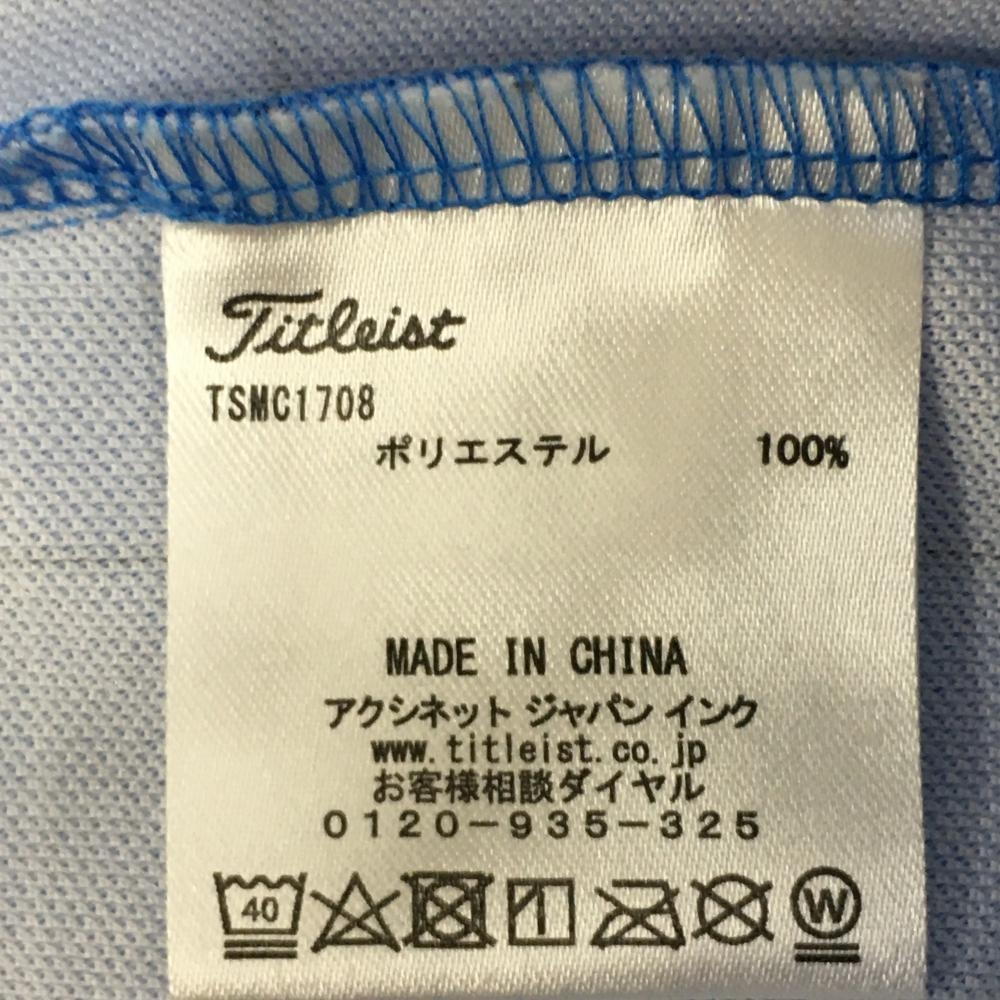 Titleist
TSMC1708
ポリエステル 100%
MADE IN CHINA
アクシネット ジャパン インク
www.titleist.co.jp
お客様相談ダイヤル
0120-935-325
40 W